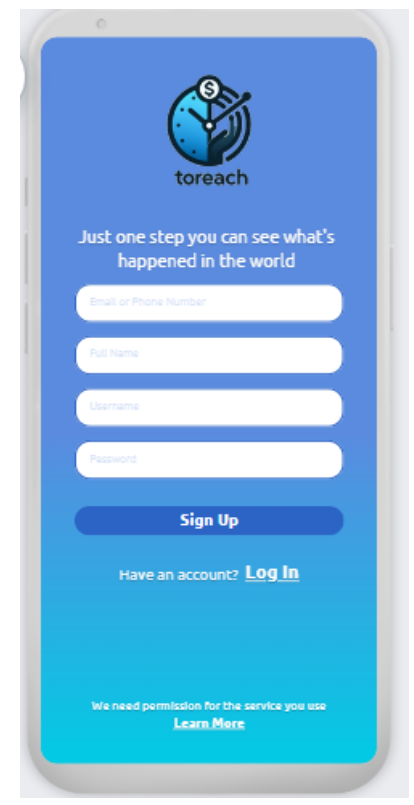 $
toreach
Just one step you can see what's
happened in the world
Email or Phone Number
Full Name
Username
Password
Sign Up
Have an account? Log In
We need permission for the service you use
Learn More